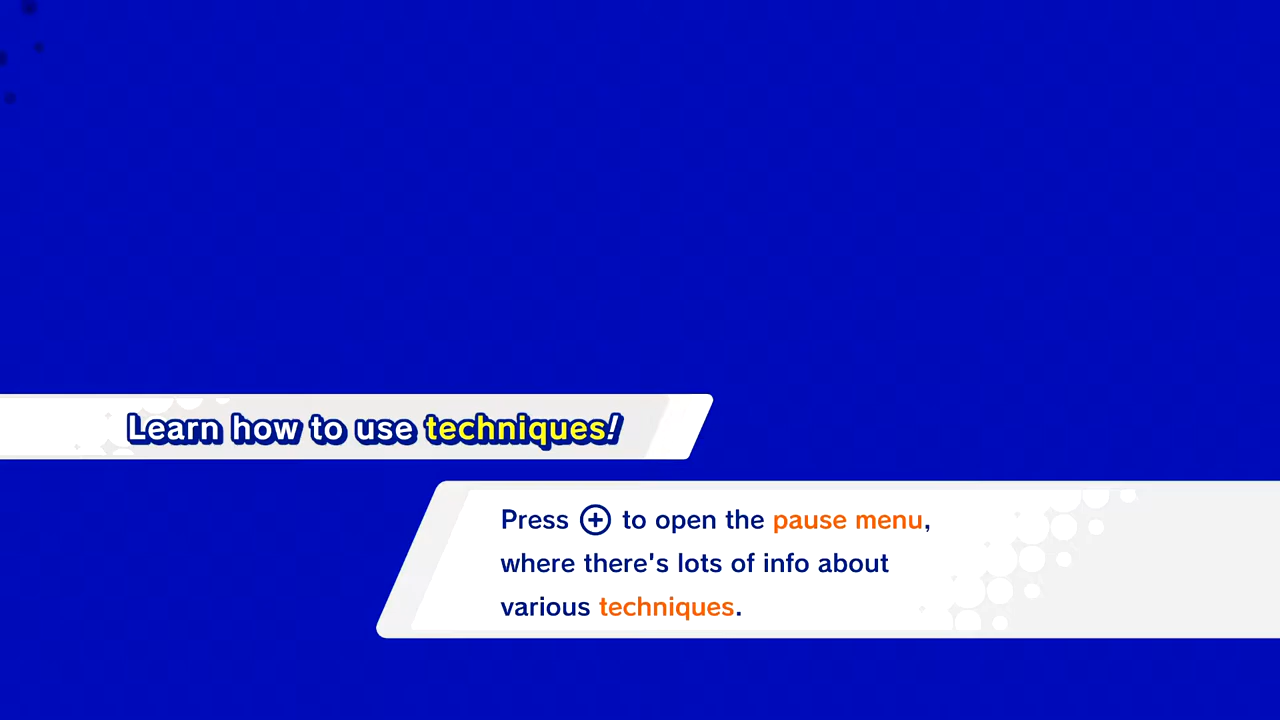 Learn how to use techniques!
Press ⊕ to open the pause menu,
where there's lots of info about
various techniques.